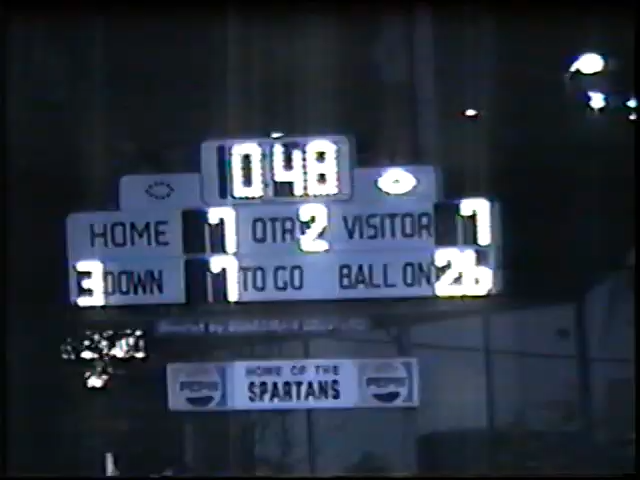 10 48
HOME 7 QTR 2 VISITOR 7
3 DOWN 7 TO GO BALL ON 26
PEPSI HOME OF THE SPARTANS PEPSI